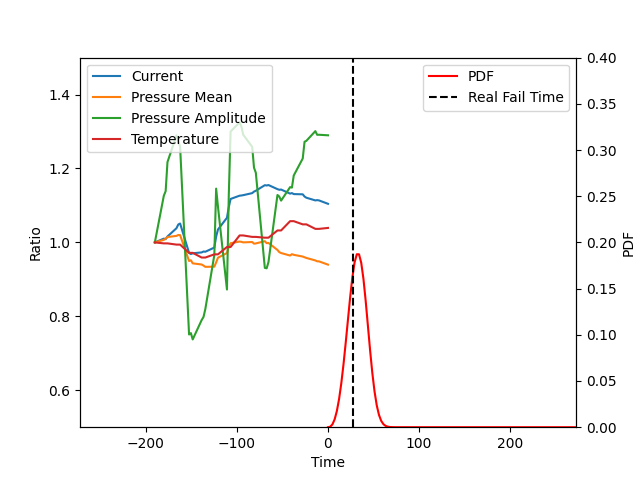 Current
Pressure Mean
Pressure Amplitude
Temperature
PDF
Real Fail Time
1.4
1.2
1.0
0.8
0.6
Ratio
0.40
0.35
0.30
0.25
0.20
0.15
0.10
0.05
0.00
PDF
−200
−100
0
100
200
Time